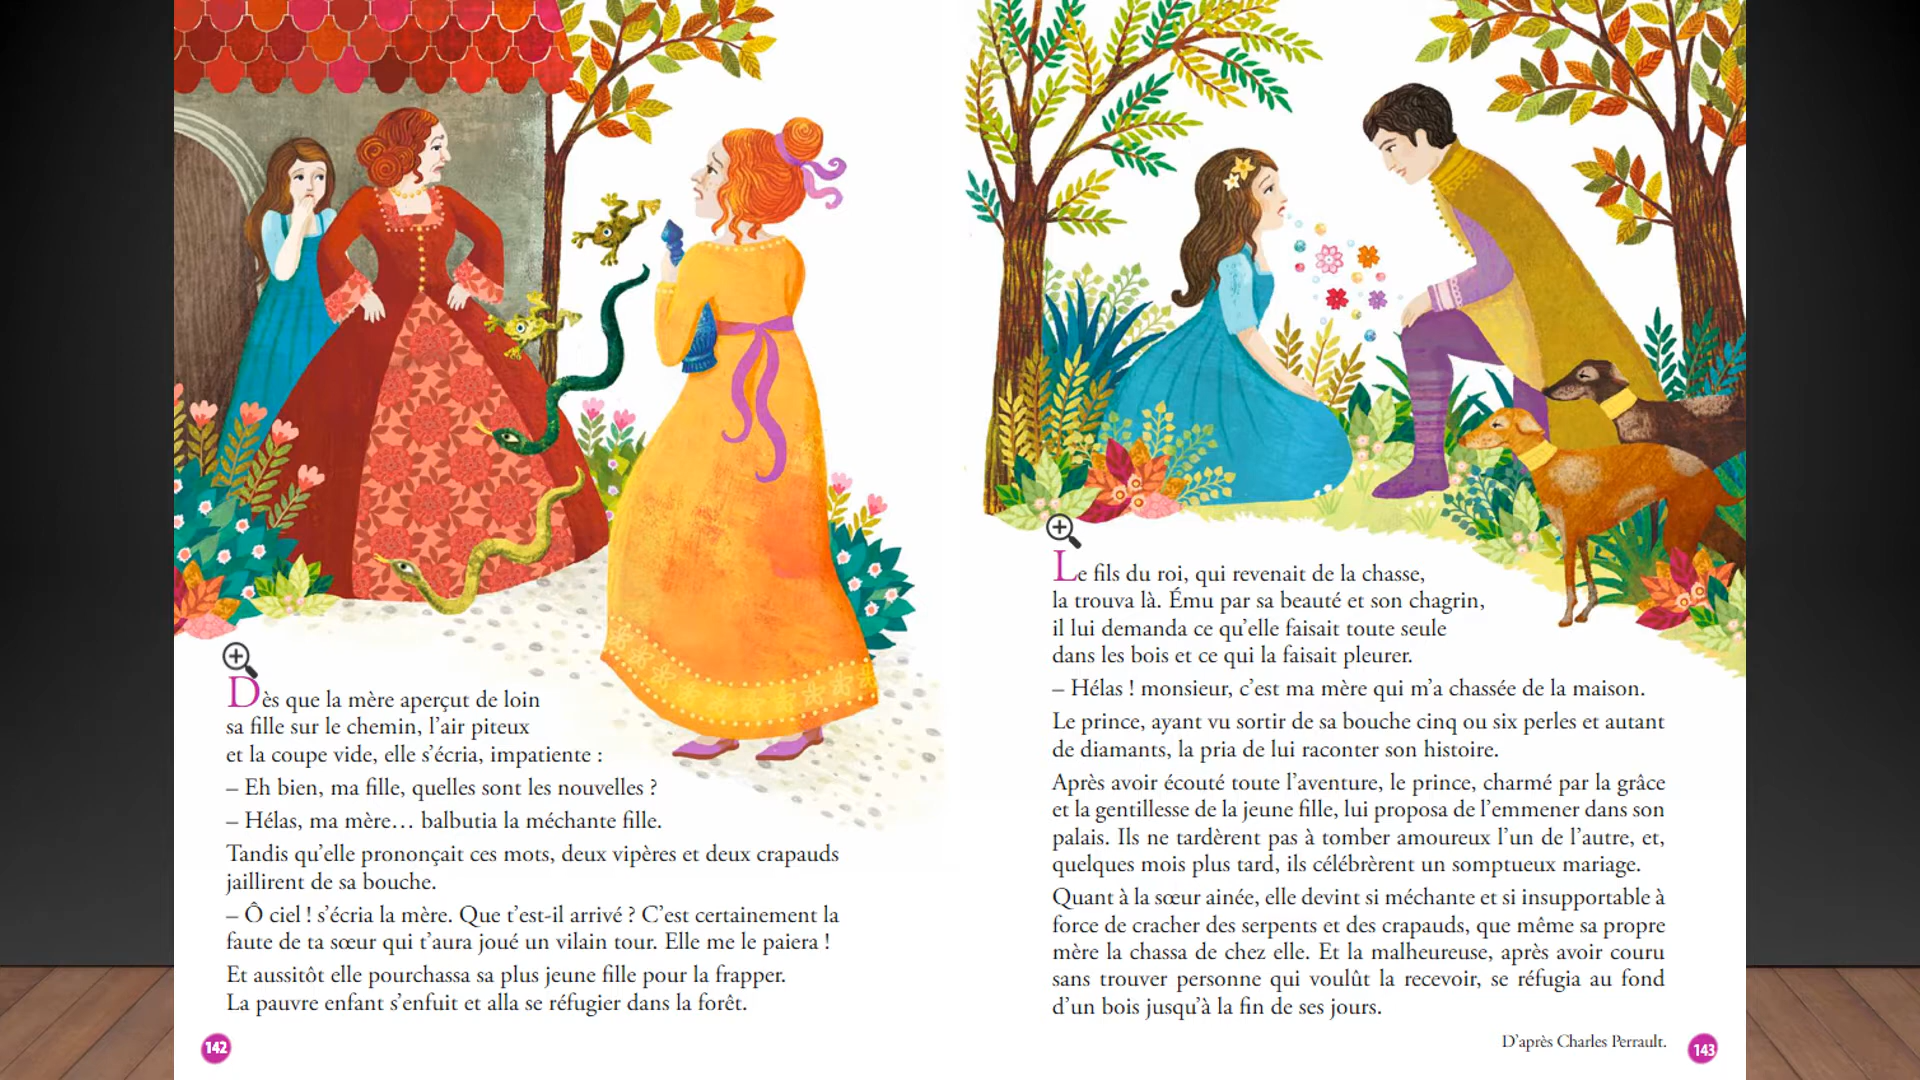 Dès que la mère aperçut de loin
sa fille sur le chemin, l’air piteux
et la coupe vide, elle s’écria, impatiente :
– Eh bien, ma fille, quelles sont les nouvelles ?
– Hélas, ma mère… balbutia la méchante fille.
Tandis qu’elle prononçait ces mots, deux vipères et deux crapauds
jaillirent de sa bouche.
– Ô ciel ! s’écria la mère. Que t’est-il arrivé ? C’est certainement la
faute de ta sœur qui t’aura joué un vilain tour. Elle me le paiera !
Et aussitôt elle pourchassa sa plus jeune fille pour la frapper.
La pauvre enfant s’enfuit et alla se réfugier dans la forêt.
142
Le fils du roi, qui revenait de la chasse,
la trouva là. Ému par sa beauté et son chagrin,
il lui demanda ce qu’elle faisait toute seule
dans les bois et ce qui la faisait pleurer.
– Hélas ! monsieur, c’est ma mère qui m’a chassée de la maison.
Le prince, ayant vu sortir de sa bouche cinq ou six perles et autant
de diamants, la pria de lui raconter son histoire.
Après avoir écouté toute l’aventure, le prince, charmé par la grâce
et la gentillesse de la jeune fille, lui proposa de l’emmener dans son
palais. Ils ne tardèrent pas à tomber amoureux l’un de l’autre, et,
quelques mois plus tard, ils célébrèrent un somptueux mariage.
Quant à la sœur ainée, elle devint si méchante et si insupportable à
force de cracher des serpents et des crapauds, que même sa propre
mère la chassa de chez elle. Et la malheureuse, après avoir couru
sans trouver personne qui voulût la recevoir, se réfugia au fond
d’un bois jusqu’à la fin de ses jours.
D’après Charles Perrault.
143